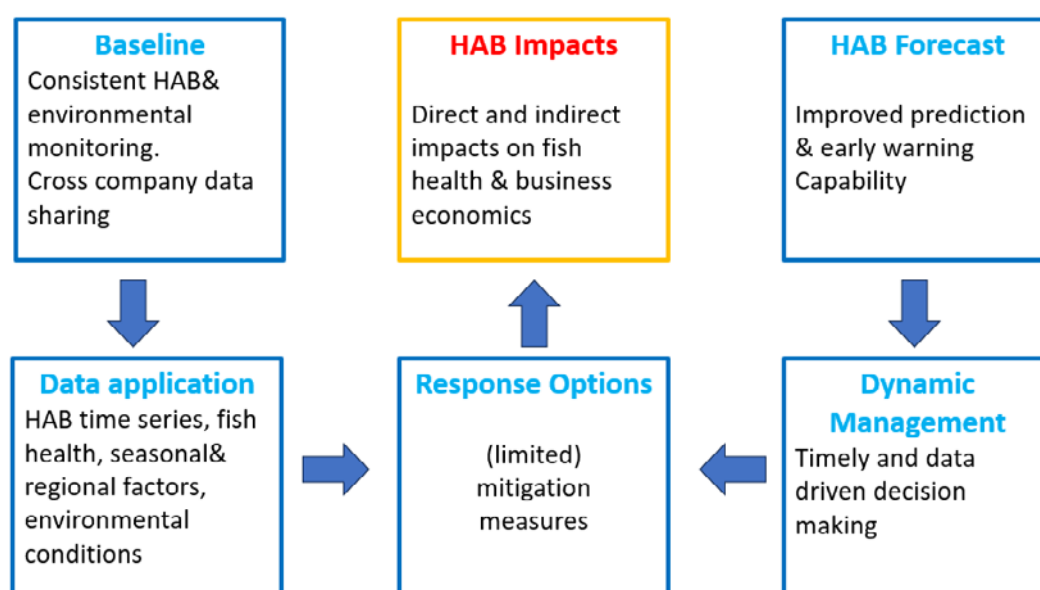 Baseline
Consistent HAB&
environmental
monitoring.
Cross company data
sharing
HAB Impacts
Direct and indirect
impacts on fish
health & business
economics
HAB Forecast
Improved prediction
& early warning
Capability
Data application
HAB time series, fish
health, seasonal&
regional factors,
environmental
conditions
Response Options
(limited)
mitigation
measures
Dynamic
Management
Timely and data
driven decision
making